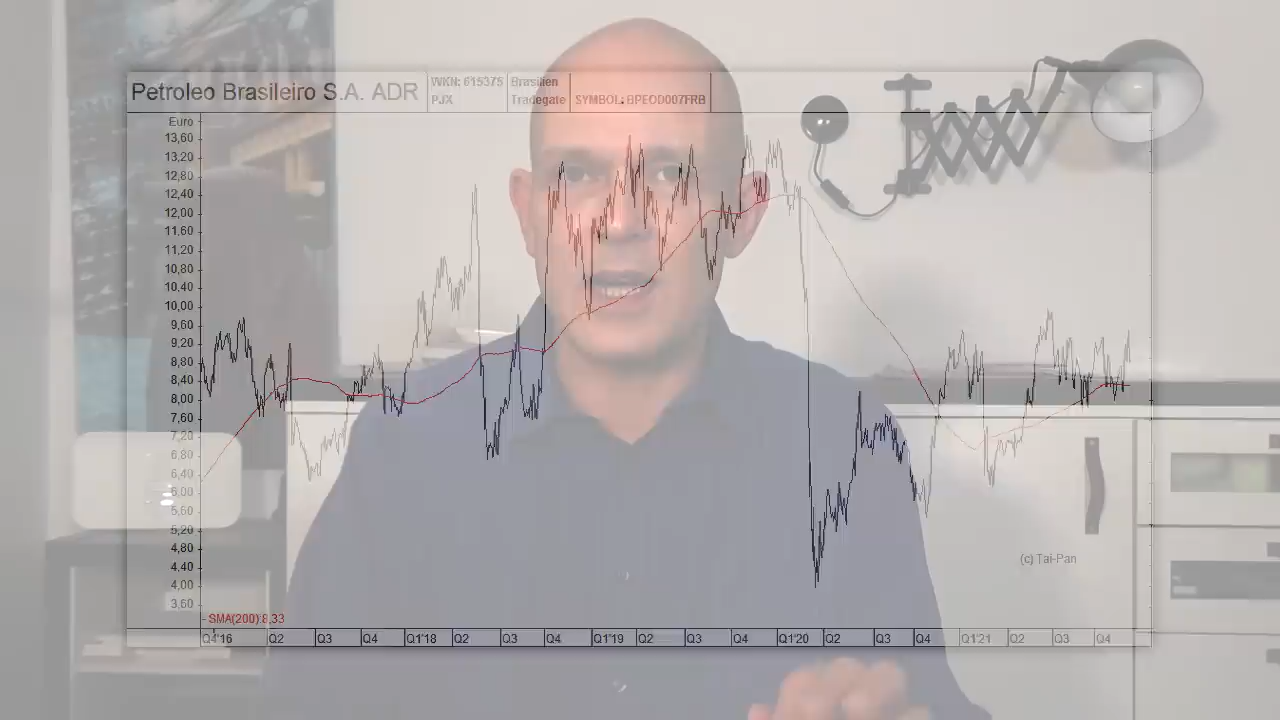 Petroleo Brasileiro S.A. ADR
WKN: 615375
PJX
Brasilien
Tradegate
SYMBOL: BPEOD007FRB
Euro
13,60
13,20
12,80
12,40
12,00
11,60
11,20
10,80
10,40
10,00
9,60
9,20
8,80
8,40
8,00
7,60
7,20
6,80
6,40
6,00
5,60
5,20
4,80
4,40
4,00
3,60
(c) Tai-Pan
- SMA(200):8,33
Q4'16 Q2 Q3 Q4 Q1'18 Q2 Q3 Q4 Q1'19 Q2 Q3 Q4 Q1'20 Q2 Q3 Q4 Q1'21 Q2 Q3 Q4